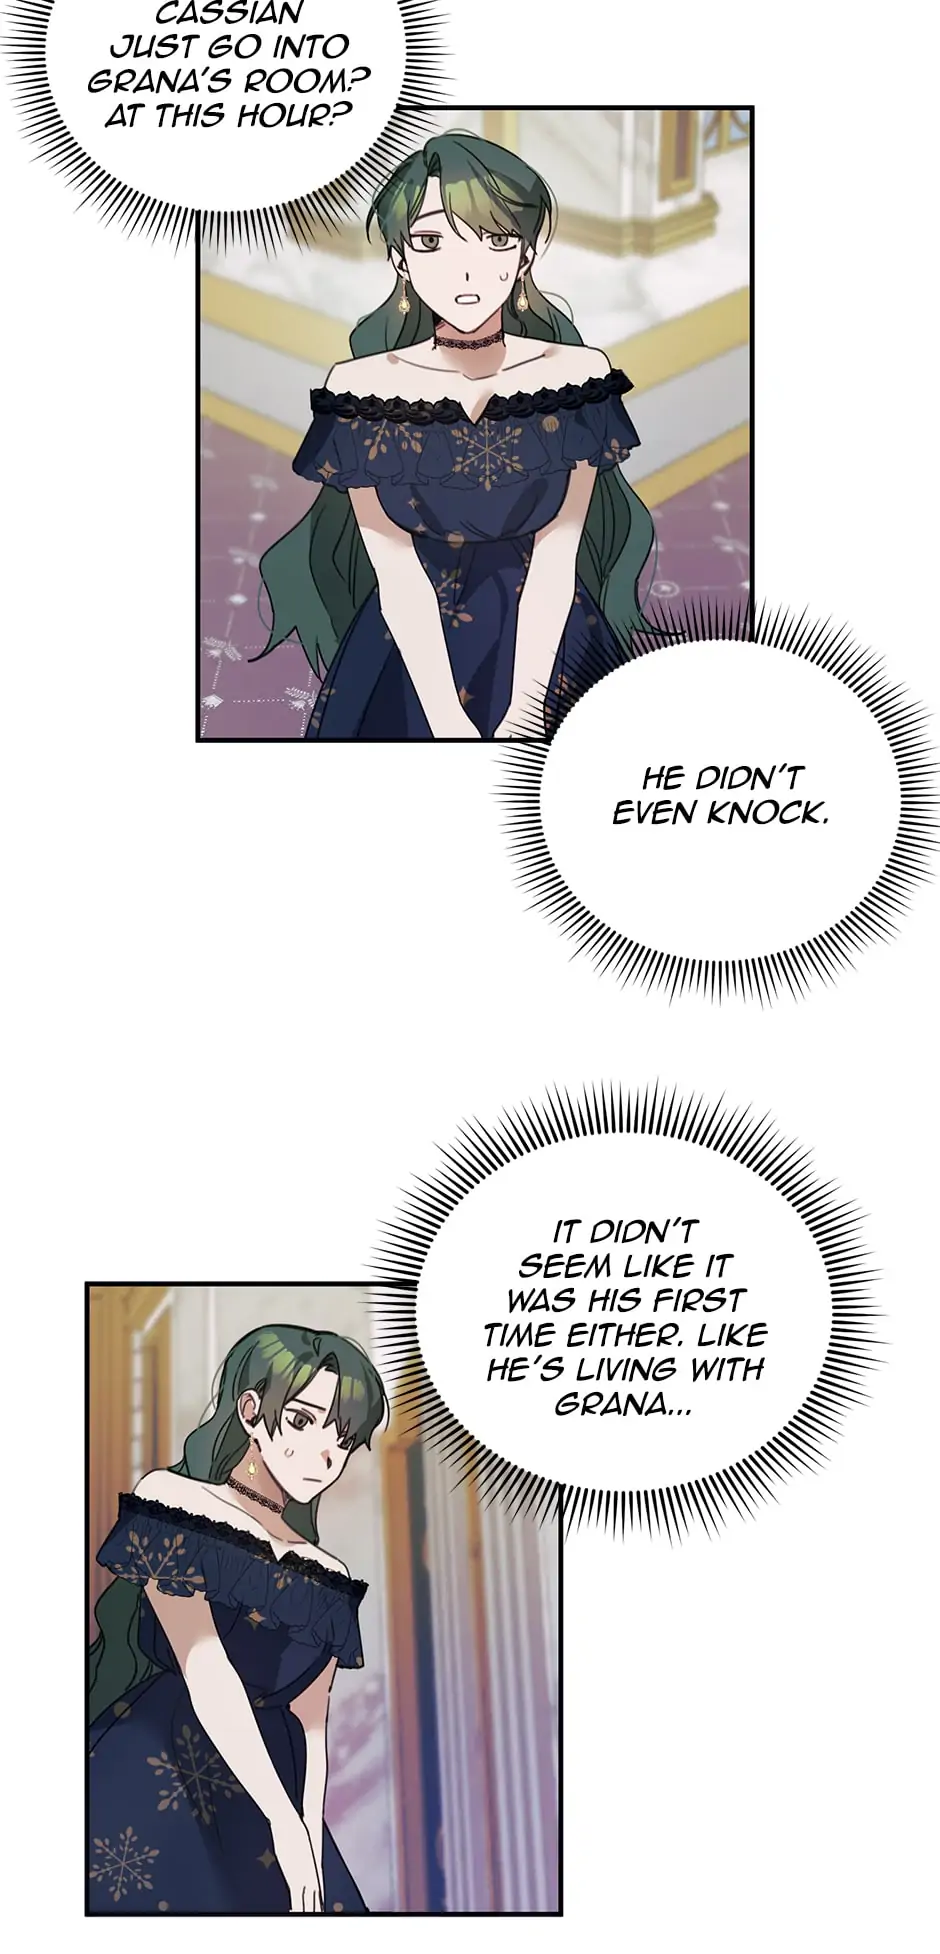 CASSIAN
JUST GO INTO
GRANA'S ROOM?
AT THIS HOUR?
HE DIDN'T
EVEN KNOCK.
IT DIDN'T
SEEM LIKE IT
WAS HIS FIRST
TIME EITHER. LIKE
HE'S LIVING WITH
GRANA...